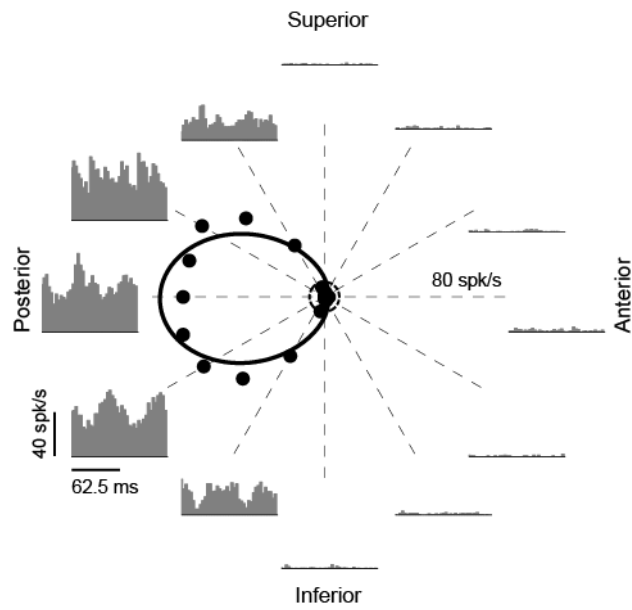 Superior
Posterior
80 spk/s
Anterior
40 spk/s
62.5 ms
Inferior